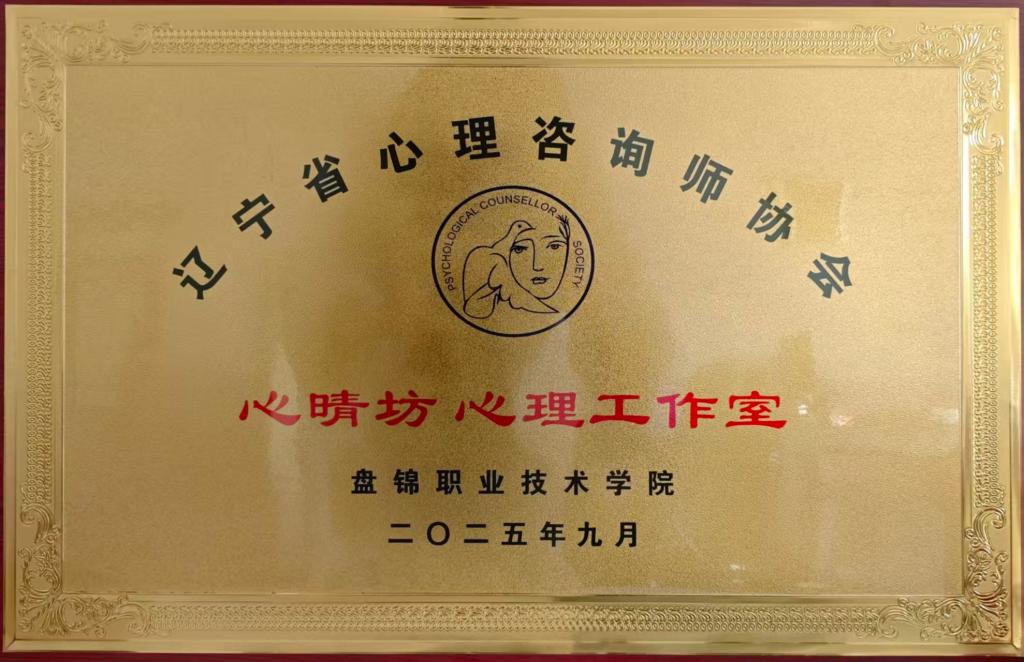 辽宁省心理咨询师协会
PSYCHOLOGICAL COUNSELLOR SOCIETY
心晴坊 心理工作室
盘锦职业技术学院
二〇二五年九月